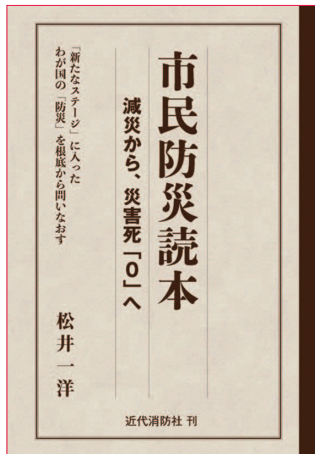 市民防災読本
減災から、災害死「0」へ
「新たなステージ」に入った
わが国の「防災」を根底から問いなおす
松井一洋
近代消防社 刊